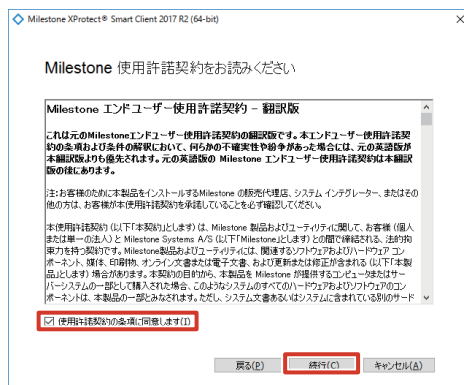 Milestone XProtect® Smart Client 2017 R2 (64-bit)
Milestone 使用許諾契約をお読みください
Milestone エンドユーザー使用許諾契約 – 翻訳版
これは元のMilestoneエンドユーザー使用許諾契約の翻訳版です。本エンドユーザー使用許諾契
約の条項および条件の解釈において、何らかの不確実性や紛争があった場合には、元の英語版が
本翻訳版よりも優先されます。元の英語版の Milestone エンドユーザー使用許諾契約は本翻訳
版の後にあります。
注:お客様のために本製品をインストールするMilestone の販売代理店、システム インテグレーター、またはその
他の方は、お客様が本使用許諾契約を承諾していることを必ず確認してください。
本使用許諾契約 (以下「本契約」とします) は、Milestone 製品およびユーティリティに関して、お客様 (個人
または単一の法人) と Milestone Systems A/S (以下「Milestone」とします) との間で締結される、法的拘
束力を持つ契約です。Milestone製品およびユーティリティには、関連するソフトウェアおよびハードウェア コン
ポーネント、媒体、印刷物、オンライン文書または電子文書、および更新または修正が含まれる (以下「本製
品」とします) 場合があります。本契約の目的から、本製品を Milestone が提供するコンピュータまたはサー
バーシステムの一部として購入された場合、このようなシステムのすべてのハードウェアおよびソフトウェアのコン
ポーネントは、本製品の一部とみなされます。ただし、システム文書あるいはシステムに含まれている別のサード
使用許諾契約の条項に同意します(I)
戻る(P) 続行(C) キャンセル(A)